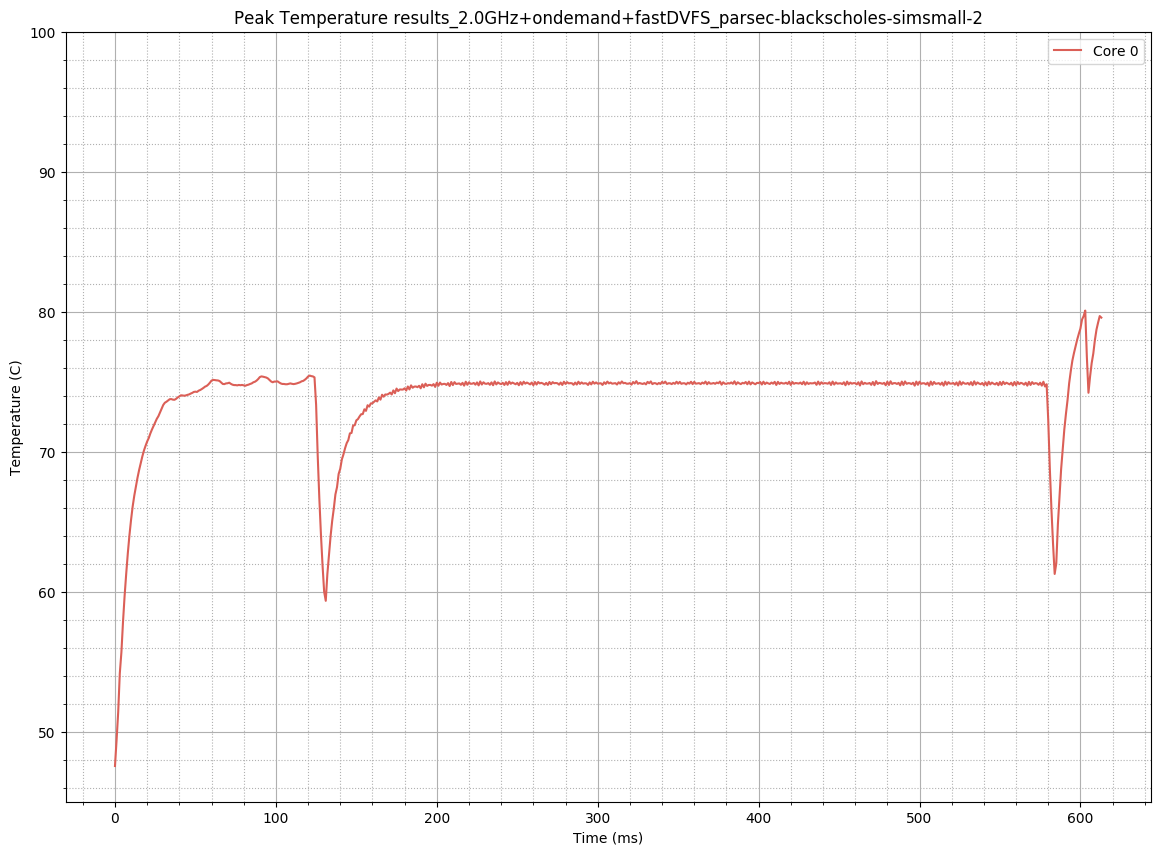 Peak Temperature results_2.0GHz+ondemand+fastDVFS_parsec-blackscholes-simsmall-2
Core 0
100
90
80
70
60
50
Temperature (C)
0 100 200 300 400 500 600
Time (ms)